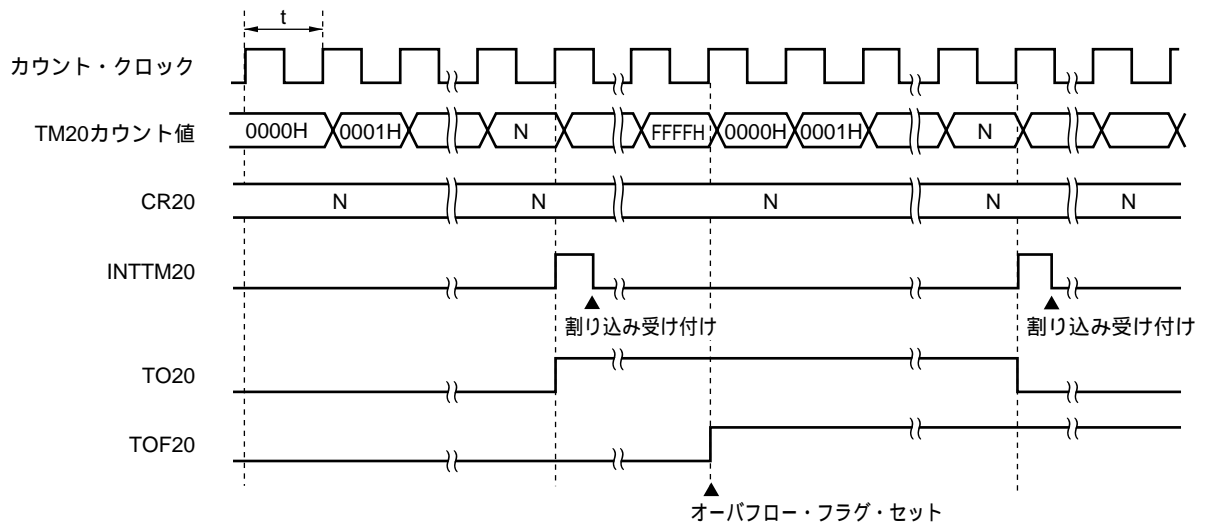 t
カウント・クロック
TM20カウント値 0000H 0001H N FFFFH 0000H 0001H N
CR20 N N N N N
INTTM20
割り込み受け付け 割り込み受け付け
TO20
TOF20
オーバフロー・フラグ・セット